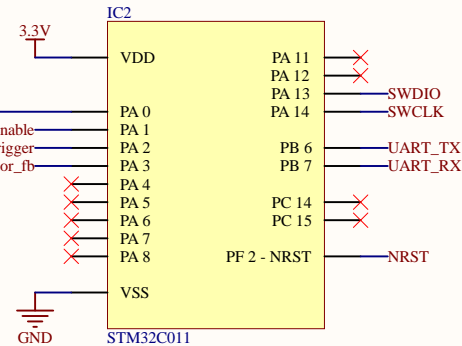 IC2
3.3V
VDD
PA 11
PA 12
PA 13
SWDIO
PA 0
PA 14
SWCLK
nable
PA 1
igger
PA 2
PB 6
UART_TX
or_fb
PA 3
PB 7
UART_RX
PA 4
PA 5
PC 14
PA 6
PC 15
PA 7
PA 8
PF 2 - NRST
NRST
VSS
GND
STM32C011